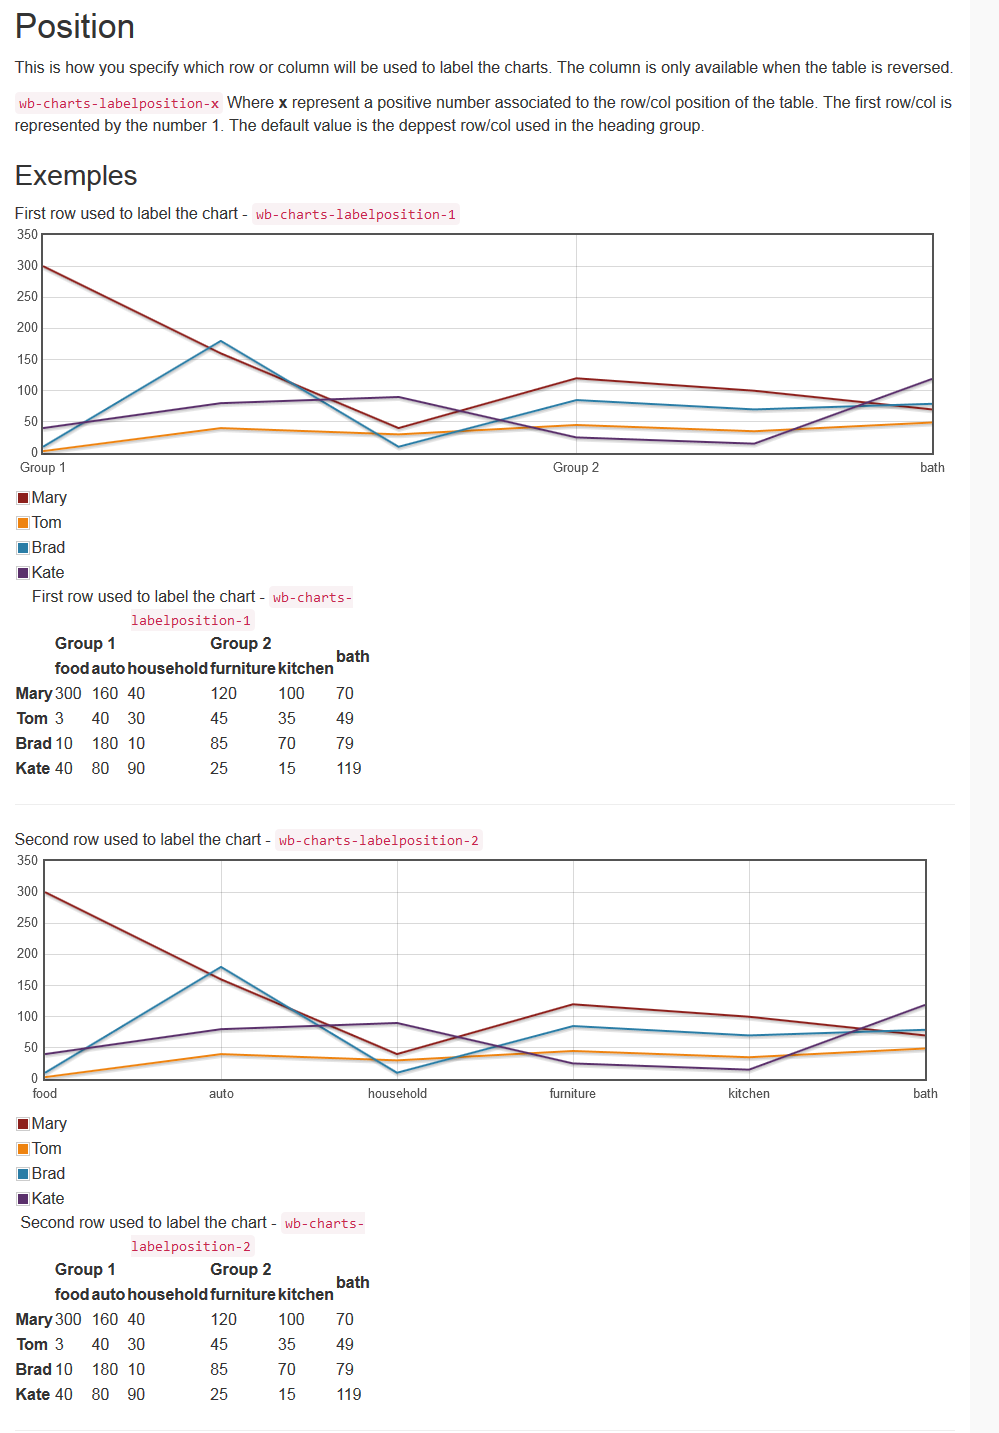 Position
This is how you specify which row or column will be used to label the charts. The column is only available when the table is reversed.
wb-charts-labelposition-x Where x represent a positive number associated to the row/col position of the table. The first row/col is
represented by the number 1. The default value is the deppest row/col used in the heading group.
Exemples
First row used to label the chart - wb-charts-labelposition-1
350
300
250
200
150
100
50
0
Group 1 Group 2 bath
Mary
Tom
Brad
Kate
First row used to label the chart - wb-charts-
labelposition-1
Group 1 Group 2 bath
food auto household furniture kitchen
Mary 300 160 40 120 100 70
Tom 3 40 30 45 35 49
Brad 10 180 10 85 70 79
Kate 40 80 90 25 15 119
Second row used to label the chart - wb-charts-labelposition-2
350
300
250
200
150
100
50
0
food auto household furniture kitchen bath
Mary
Tom
Brad
Kate
Second row used to label the chart - wb-charts-
labelposition-2
Group 1 Group 2 bath
food auto household furniture kitchen
Mary 300 160 40 120 100 70
Tom 3 40 30 45 35 49
Brad 10 180 10 85 70 79
Kate 40 80 90 25 15 119